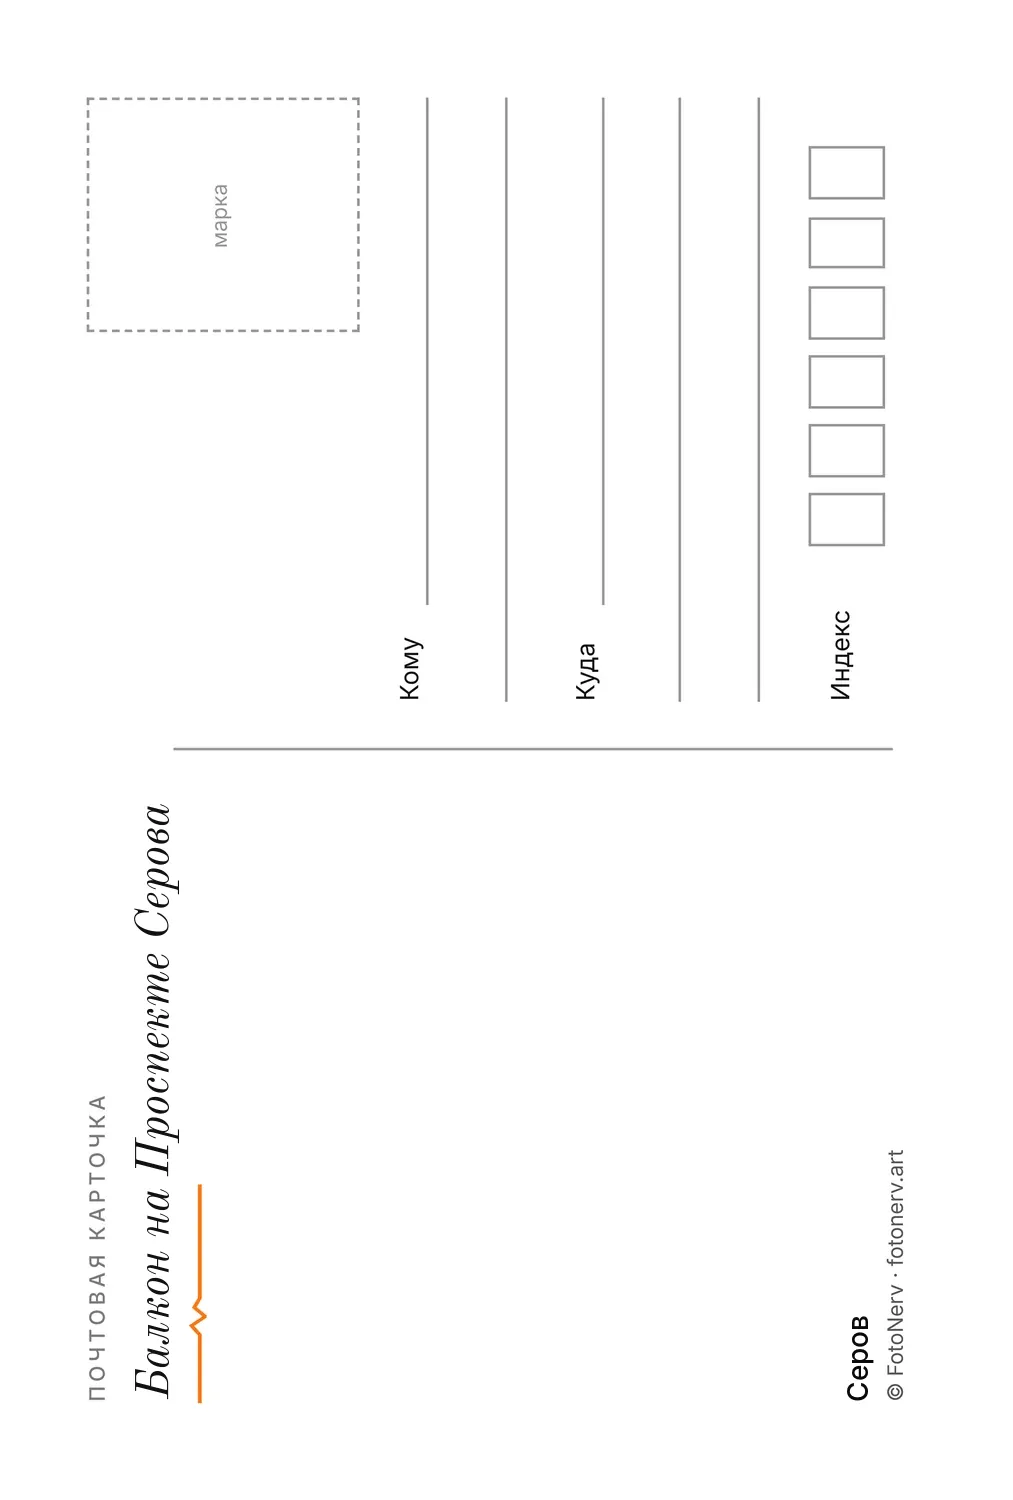 ПОЧТОВАЯ КАРТОЧКА
Балкон на Проспекте Серова
Серов
© FotoNerv · fotonerv.art
марка
Кому
Куда
Индекс